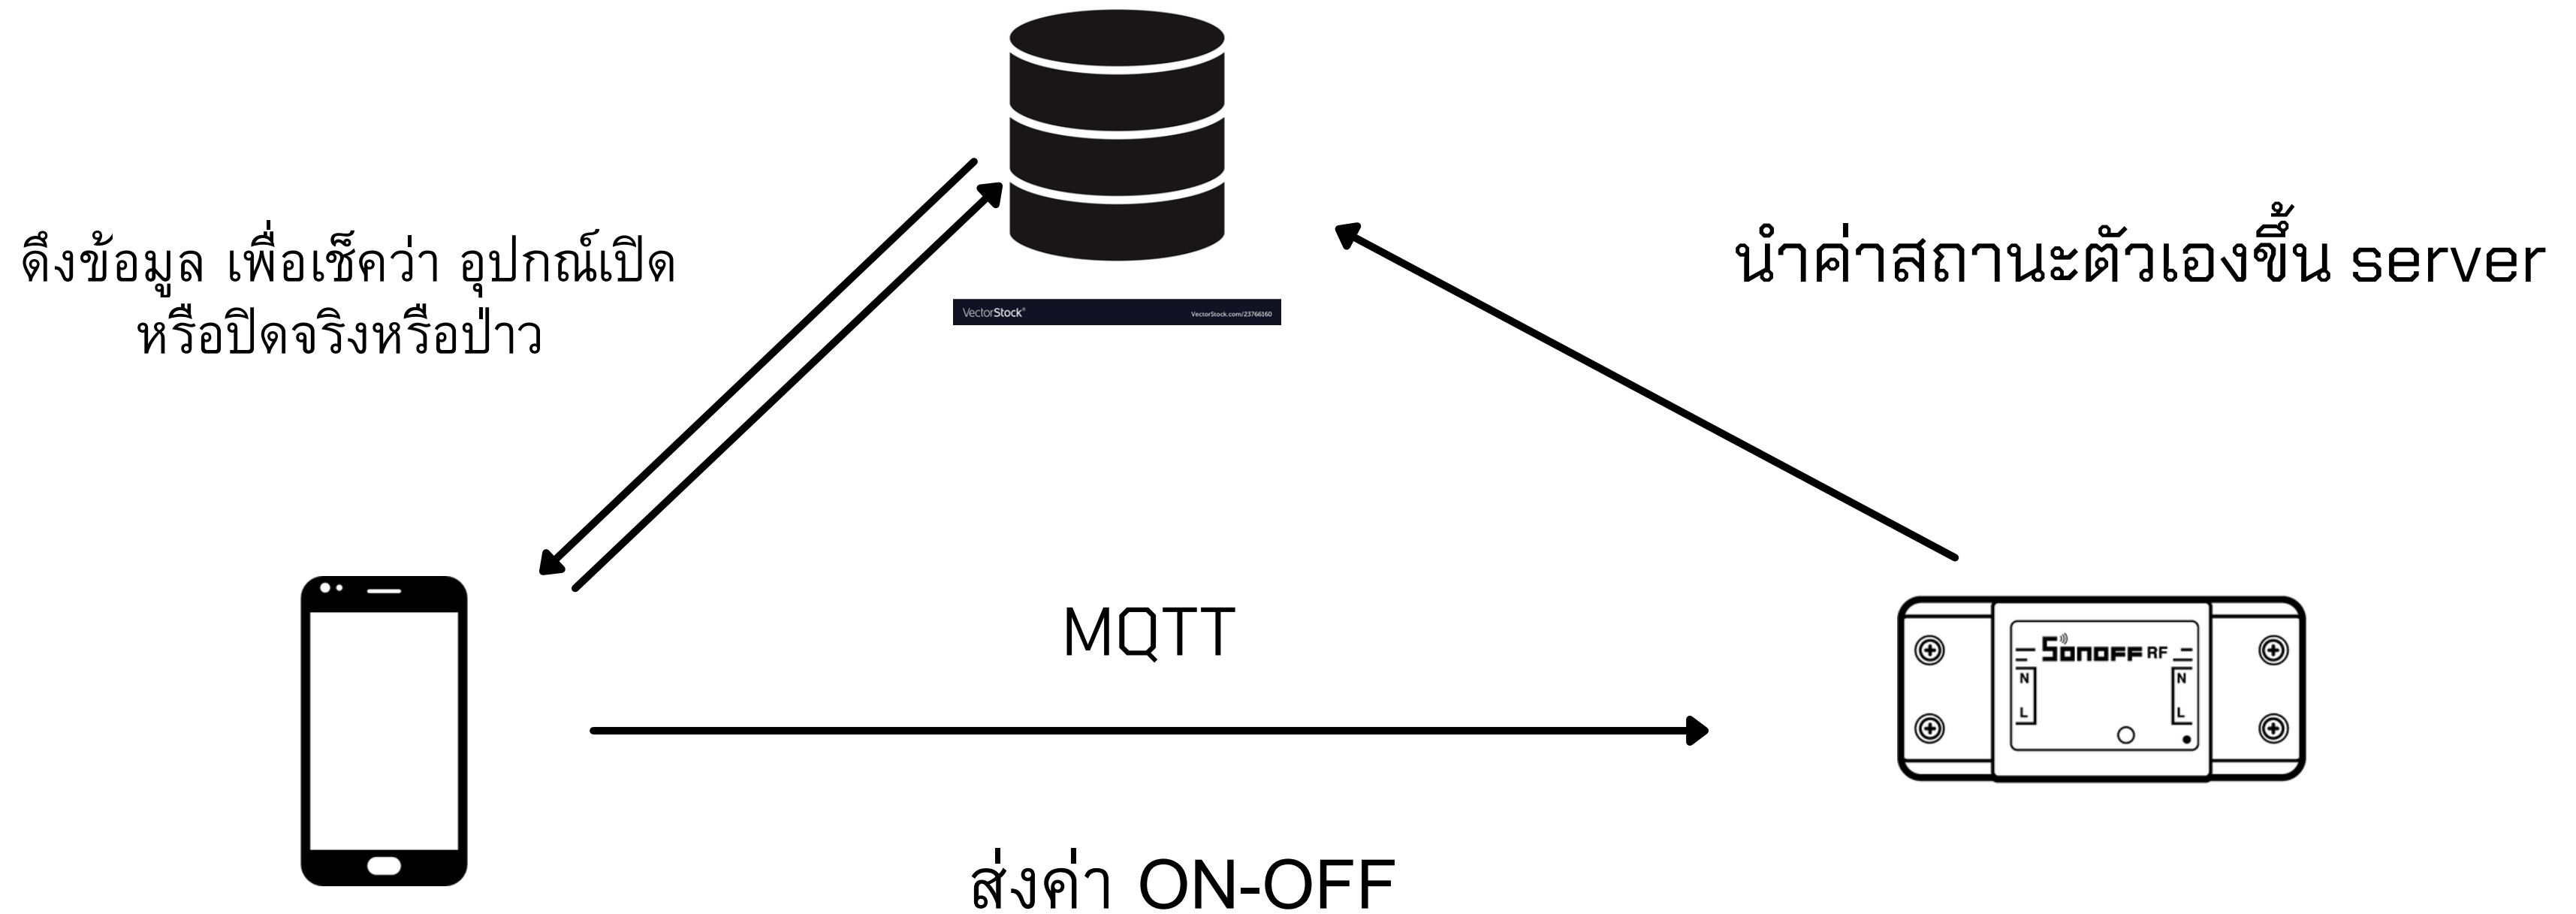 ดึงข้อมูล เพื่อเช็คว่า อุปกณ์เปิด
หรือปิดจริงหรือป่าว
VectorStock®
VectorStock.com/23766160
นำค่าสถานะตัวเองขึ้น server
MQTT
SONOFF RF
N
N
L
L
ส่งค่า ON-OFF